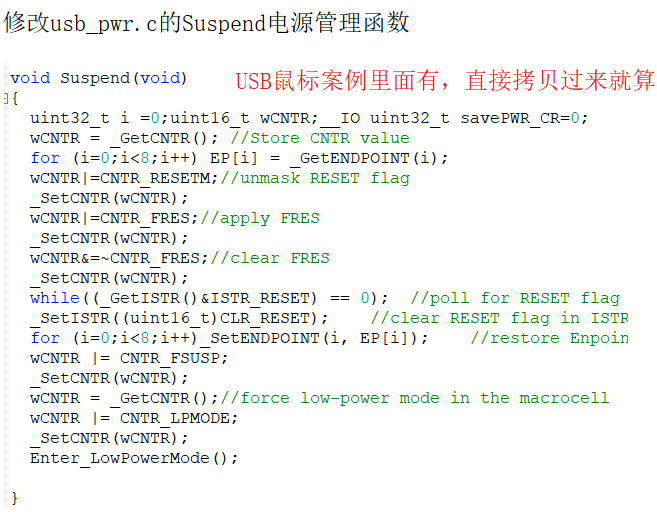 修改usb_pwr.c的Suspend电源管理函数
void Suspend(void)
USB鼠标案例里面有，直接拷贝过来就算
{
uint32_t i =0;uint16_t wCNTR;__IO uint32_t savePWR_CR=0;
wCNTR = _GetCNTR(); //Store CNTR value
for (i=0;i<8;i++) EP[i] = _GetENDPOINT(i);
wCNTR|=CNTR_RESETM;//unmask RESET flag
_SetCNTR(wCNTR);
wCNTR|=CNTR_FRES;//apply FRES
_SetCNTR(wCNTR);
wCNTR&=~CNTR_FRES;//clear FRES
_SetCNTR(wCNTR);
while((_GetISTR()&ISTR_RESET) == 0); //poll for RESET flag
_SetISTR((uint16_t)CLR_RESET); //clear RESET flag in ISTR
for (i=0;i<8;i++)_SetENDPOINT(i, EP[i]); //restore Enpoin
wCNTR |= CNTR_FSUSP;
_SetCNTR(wCNTR);
wCNTR = _GetCNTR();//force low-power mode in the macrocell
wCNTR |= CNTR_LPMODE;
_SetCNTR(wCNTR);
Enter_LowPowerMode();
}